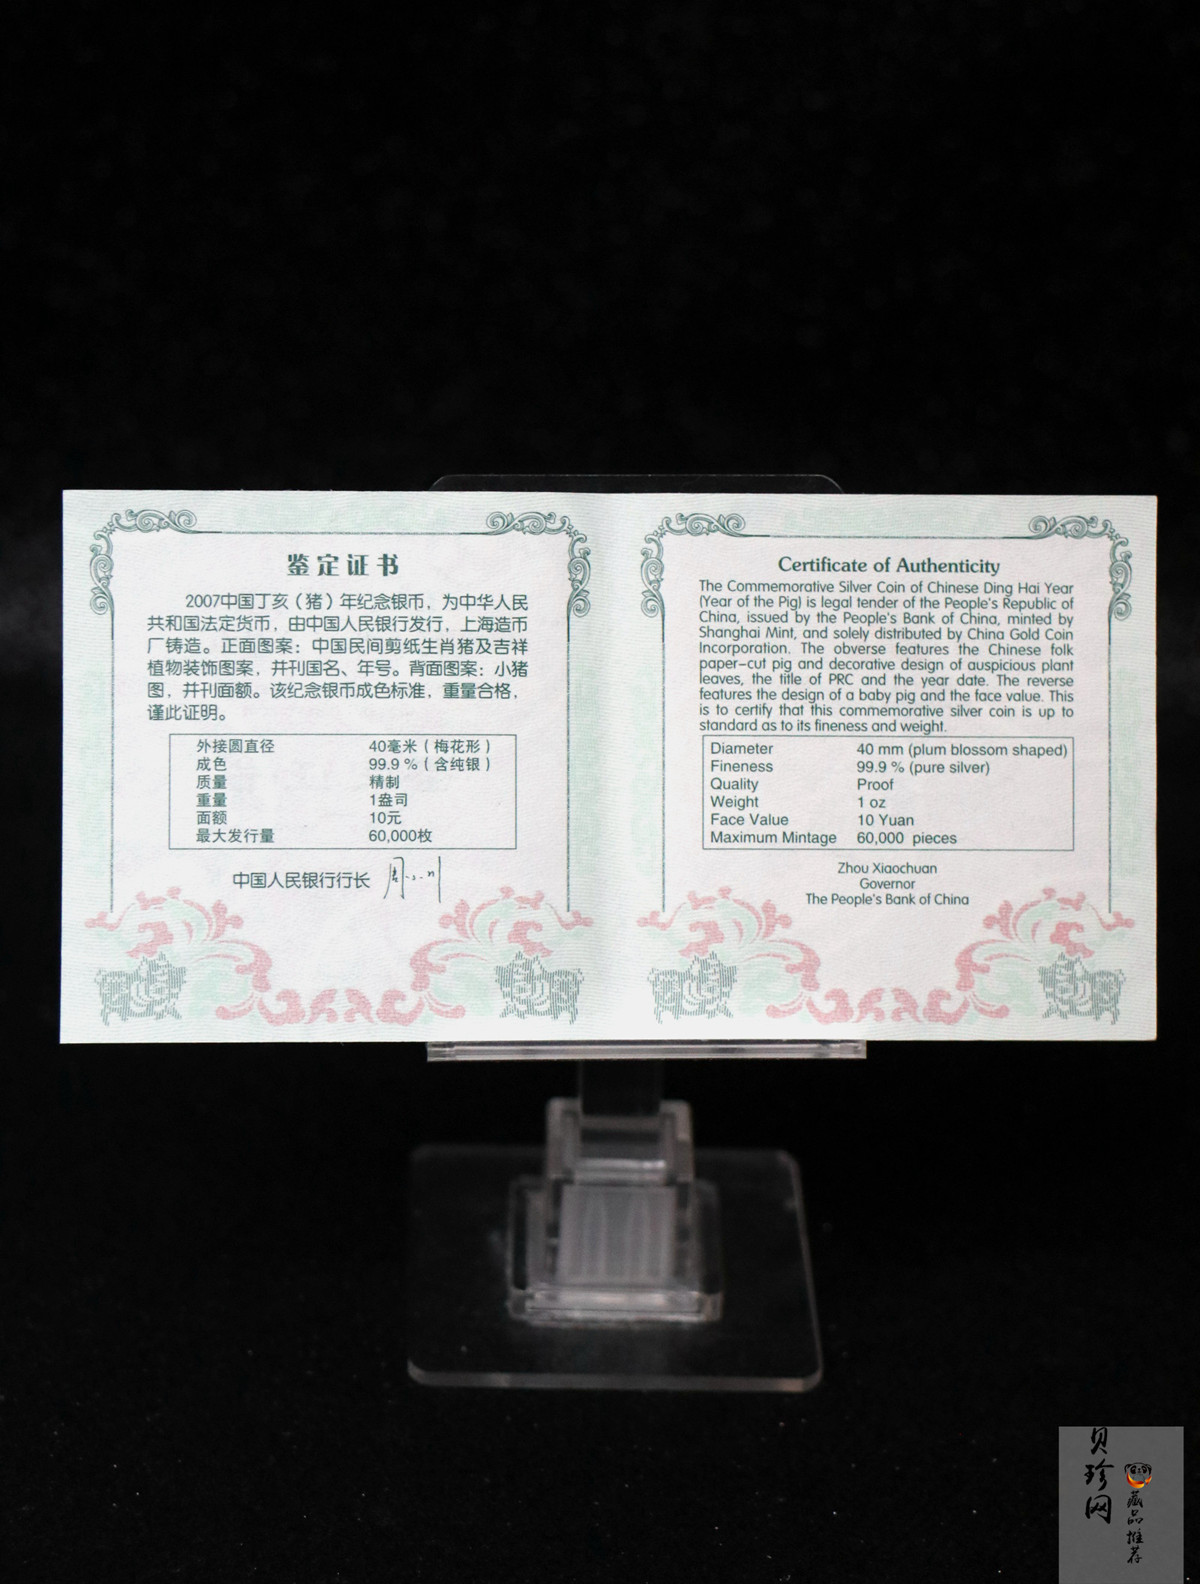 鉴定证书
2007中国丁亥（猪）年纪念银币，为中华人民
共和国法定货币，由中国人民银行发行，上海造币
厂铸造。正面图案：中国民间剪纸生肖猪及吉祥
植物装饰图案，并刊国名、年号。背面图案：小猪
图，并刊面额。该纪念银币成色标准，重量合格，
谨此证明。
外接圆直径 40毫米（梅花形）
成色 99.9 %（含纯银）
质量 精制
重量 1盎司
面额 10元
最大发行量 60,000枚
中国人民银行行长
Certificate of Authenticity
The Commemorative Silver Coin of Chinese Ding Hai Year
(Year of the Pig) is legal tender of the People's Republic of
China, issued by the People's Bank of China, minted by
Shanghai Mint, and solely distributed by China Gold Coin
Incorporation. The obverse features the Chinese folk
paper-cut pig and decorative design of auspicious plant
leaves, the title of PRC and the year date. The reverse
features the design of a baby pig and the face value. This
is to certify that this commemorative silver coin is up to
standard as to its fineness and weight.
Diameter 40 mm (plum blossom shaped)
Fineness 99.9 % (pure silver)
Quality Proof
Weight 1 oz
Face Value 10 Yuan
Maximum Mintage 60,000 pieces
Zhou Xiaochuan
Governor
The People's Bank of China
贝珍网
藏品推荐